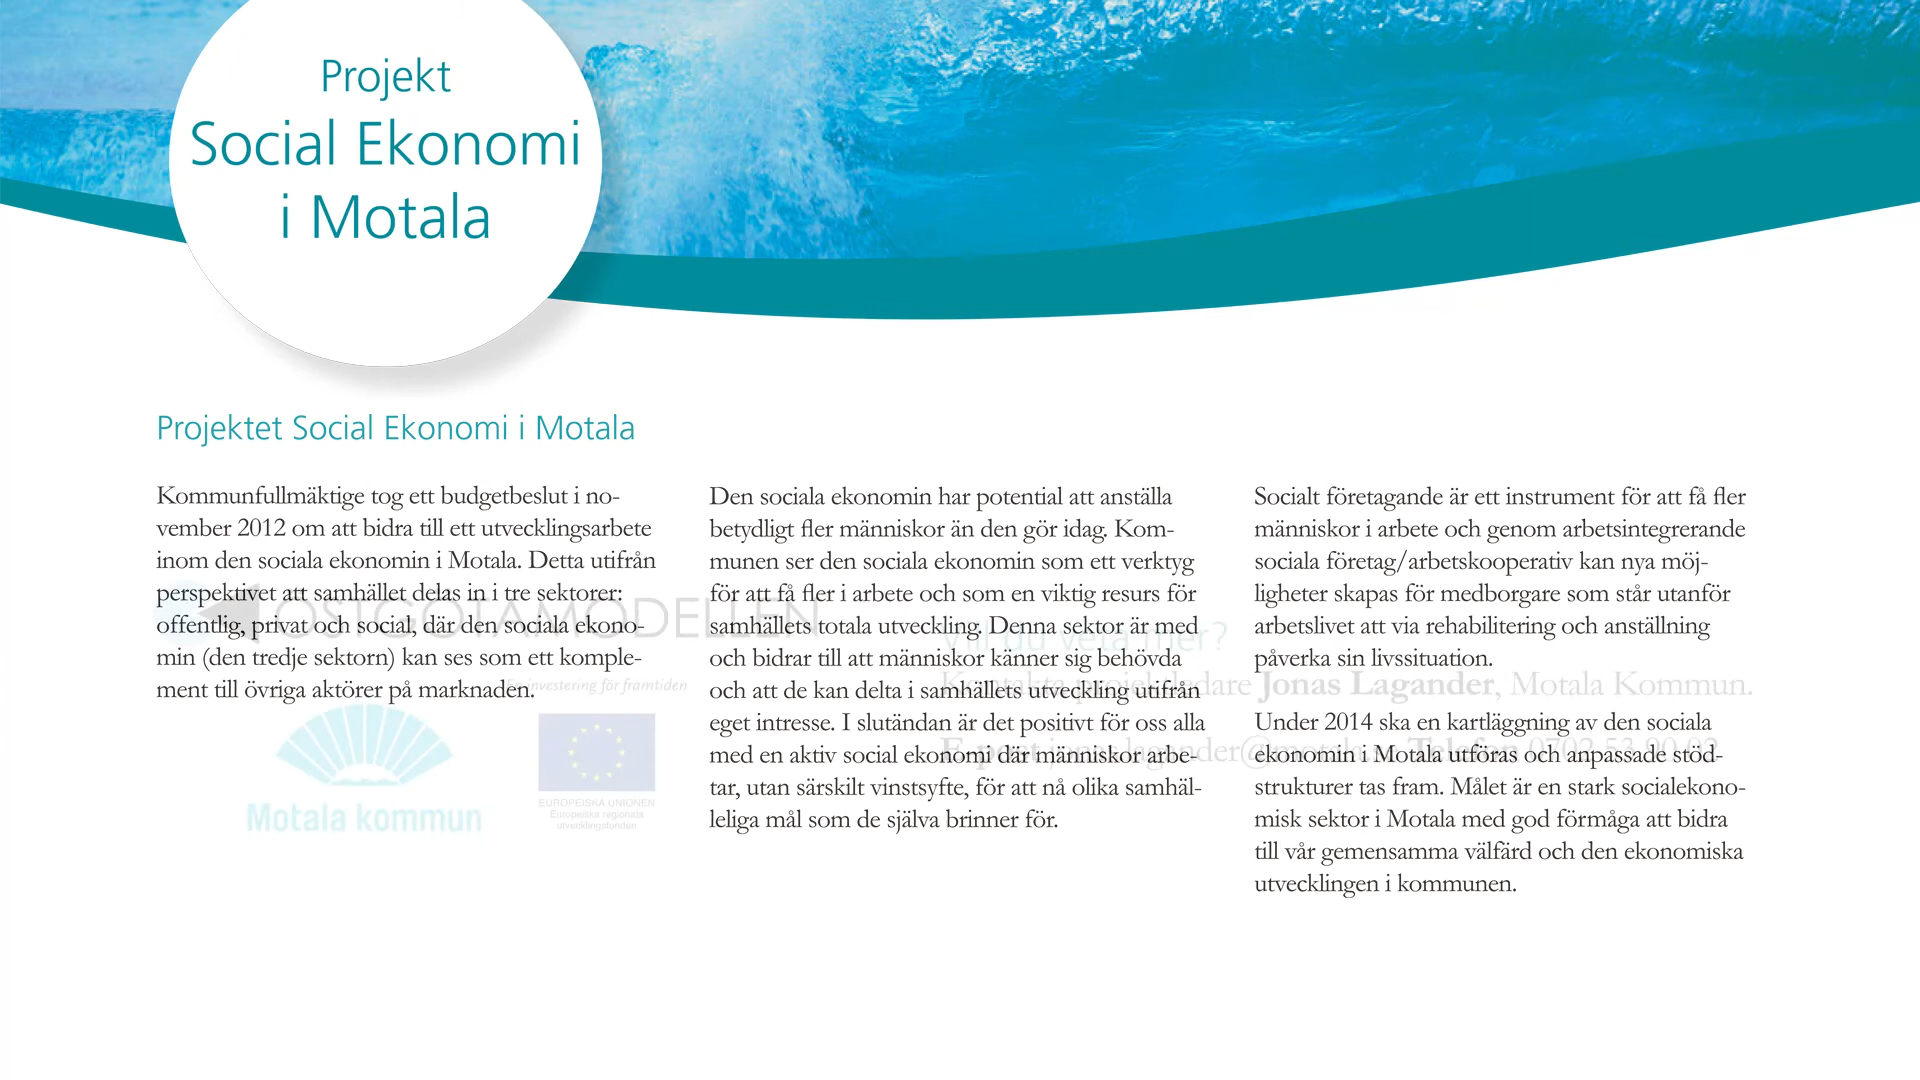 Projekt
Social Ekonomi
i Motala
Projektet Social Ekonomi i Motala
Kommunfullmäktige tog ett budgetbeslut i no-
vember 2012 om att bidra till ett utvecklingsarbete
inom den sociala ekonomin i Motala. Detta utifrån
perspektivet att samhället delas in i tre sektorer:
offentlig, privat och social, där den sociala ekono-
min (den tredje sektorn) kan ses som ett komple-
ment till övriga aktörer på marknaden.
Den sociala ekonomin har potential att anställa
betydligt fler människor än den gör idag. Kom-
munen ser den sociala ekonomin som ett verktyg
för att få fler i arbete och som en viktig resurs för
samhällets totala utveckling. Denna sektor är med
och bidrar till att människor känner sig behövda
och att de kan delta i samhällets utveckling utifrån
eget intresse. I slutändan är det positivt för oss alla
med en aktiv social ekonomi där människor arbe-
tar, utan särskilt vinstsyfte, för att nå olika samhäl-
leliga mål som de själva brinner för.
Socialt företagande är ett instrument för att få fler
människor i arbete och genom arbetsintegrerande
sociala företag/arbetskooperativ kan nya möj-
ligheter skapas för medborgare som står utanför
arbetslivet att via rehabilitering och anställning
påverka sin livssituation.
Under 2014 ska en kartläggning av den sociala
ekonomin i Motala utföras och anpassade stöd-
strukturer tas fram. Målet är en stark socialekono-
misk sektor i Motala med god förmåga att bidra
till vår gemensamma välfärd och den ekonomiska
utvecklingen i kommunen.
ÖSTGÖTAMODELLEN
En investering för framtiden
Motala kommun
EUROPEISKA UNIONEN
Europeiska regionala
utvecklingsfonden
Vill du veta mer?
Kontakta projektledare Jonas Lagander, Motala Kommun.
E-post jonas.lagander@motala.se Telefon